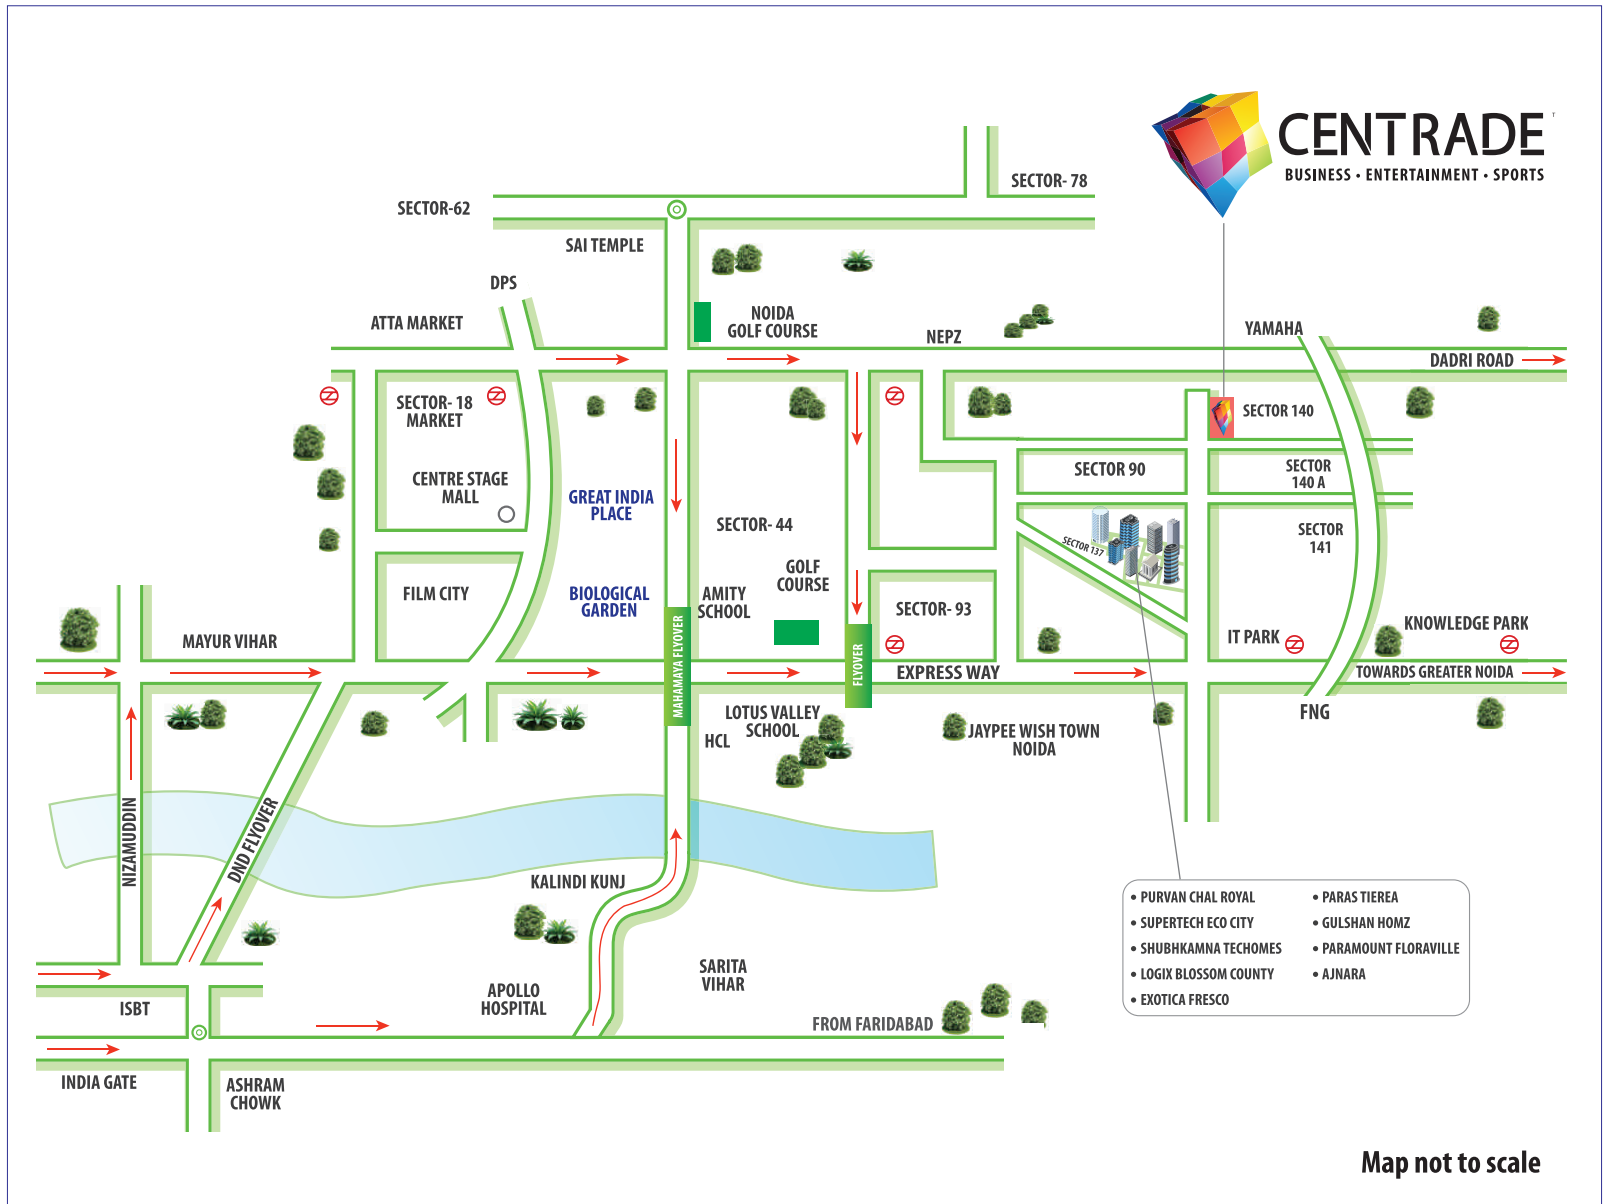 CENTRADE
BUSINESS • ENTERTAINMENT • SPORTS
SECTOR- 78
SECTOR-62
SAI TEMPLE
DPS
ATTA MARKET
NOIDA
GOLF COURSE
NEPZ
YAMAHA
DADRI ROAD
SECTOR- 18
MARKET
SECTOR 140
CENTRE STAGE
MALL
GREAT INDIA
PLACE
SECTOR- 44
SECTOR 90
SECTOR
140 A
SECTOR
141
SECTOR 137
GOLF
COURSE
FILM CITY
BIOLOGICAL
GARDEN
AMITY
SCHOOL
SECTOR- 93
MAYUR VIHAR
MAHAMAYA FLYOVER
FLYOVER
IT PARK
KNOWLEDGE PARK
EXPRESS WAY
TOWARDS GREATER NOIDA
LOTUS VALLEY
SCHOOL
HCL
JAYPEE WISH TOWN
NOIDA
FNG
NIZAMUDDIN
DND FLYOVER
KALINDI KUNJ
• PURVAN CHAL ROYAL
• SUPERTECH ECO CITY
• SHUBHKAMNA TECHOMES
• LOGIX BLOSSOM COUNTY
• EXOTICA FRESCO
• PARAS TIEREA
• GULSHAN HOMZ
• PARAMOUNT FLORAVILLE
• AJNARA
SARITA
VIHAR
APOLLO
HOSPITAL
ISBT
FROM FARIDABAD
INDIA GATE
ASHRAM
CHOWK
Map not to scale